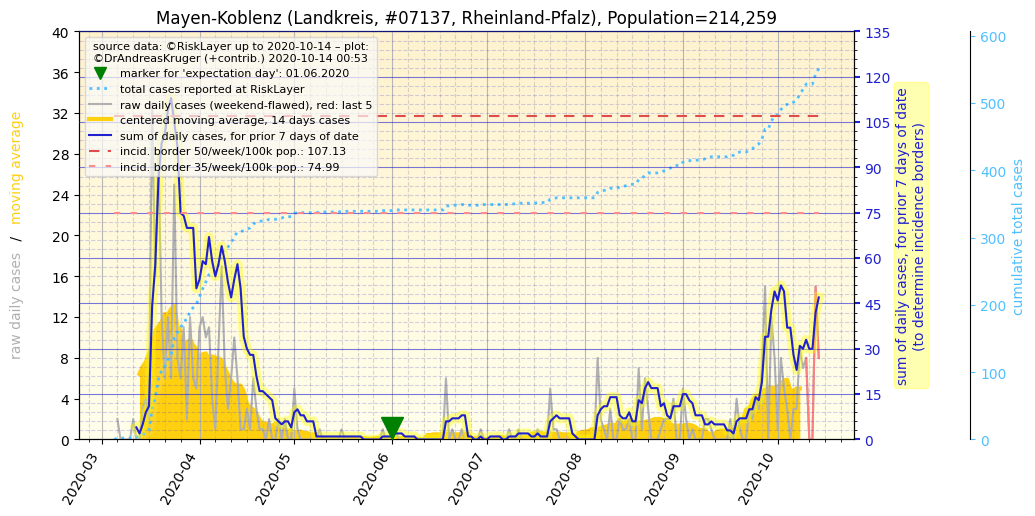 Mayen-Koblenz (Landkreis, #07137, Rheinland-Pfalz), Population=214,259
source data: ©RiskLayer up to 2020-10-14 – plot:
©DrAndreasKruger (+contrib.) 2020-10-14 00:53
marker for 'expectation day': 01.06.2020
total cases reported at RiskLayer
raw daily cases (weekend-flawed), red: last 5
centered moving average, 14 days cases
sum of daily cases, for prior 7 days of date
incid. border 50/week/100k pop.: 107.13
incid. border 35/week/100k pop.: 74.99
raw daily cases / moving average
40
36
32
28
24
20
16
12
8
4
0
135
120
105
90
75
60
45
30
15
0
sum of daily cases, for prior 7 days of date
(to determine incidence borders)
600
500
400
300
200
100
0
cumulative total cases
2020-03
2020-04
2020-05
2020-06
2020-07
2020-08
2020-09
2020-10